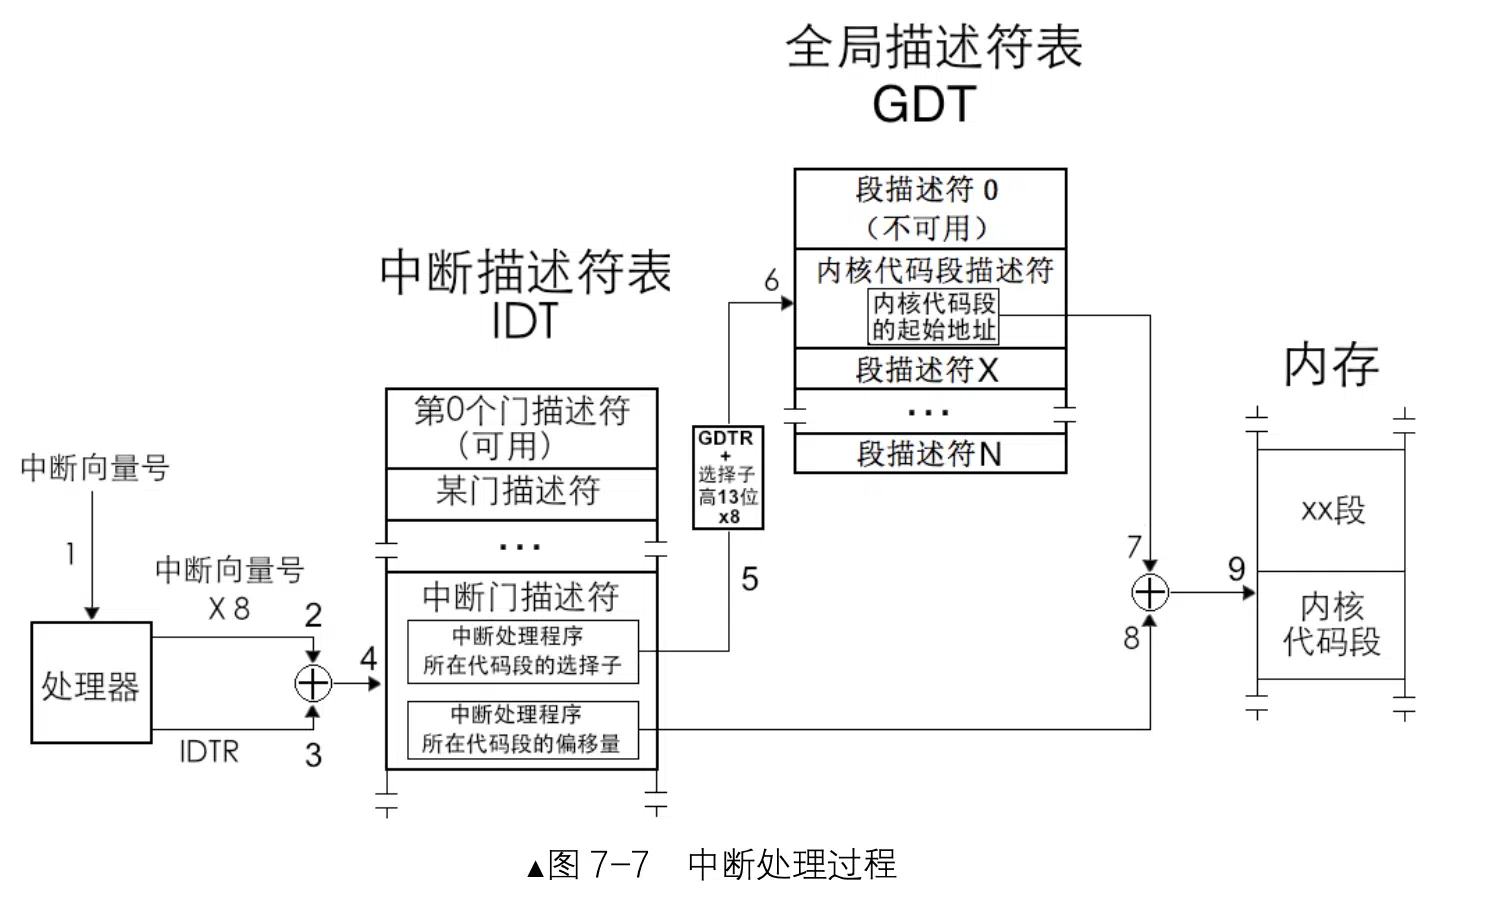 全局描述符表
GDT
段描述符 0
（不可用）
内核代码段描述符
内核代码段
的起始地址
段描述符X
...
段描述符N
中断描述符表
IDT
第0个门描述符
（可用）
某门描述符
...
中断门描述符
中断处理程序
所在代码段的选择子
中断处理程序
所在代码段的偏移量
中断向量号
1
处理器
中断向量号
X 8
2
IDTR
3
4
5
GDTR
+
选择子
高13位
x8
6
7
8
9
内存
xx段
内核
代码段
▲图 7-7 中断处理过程